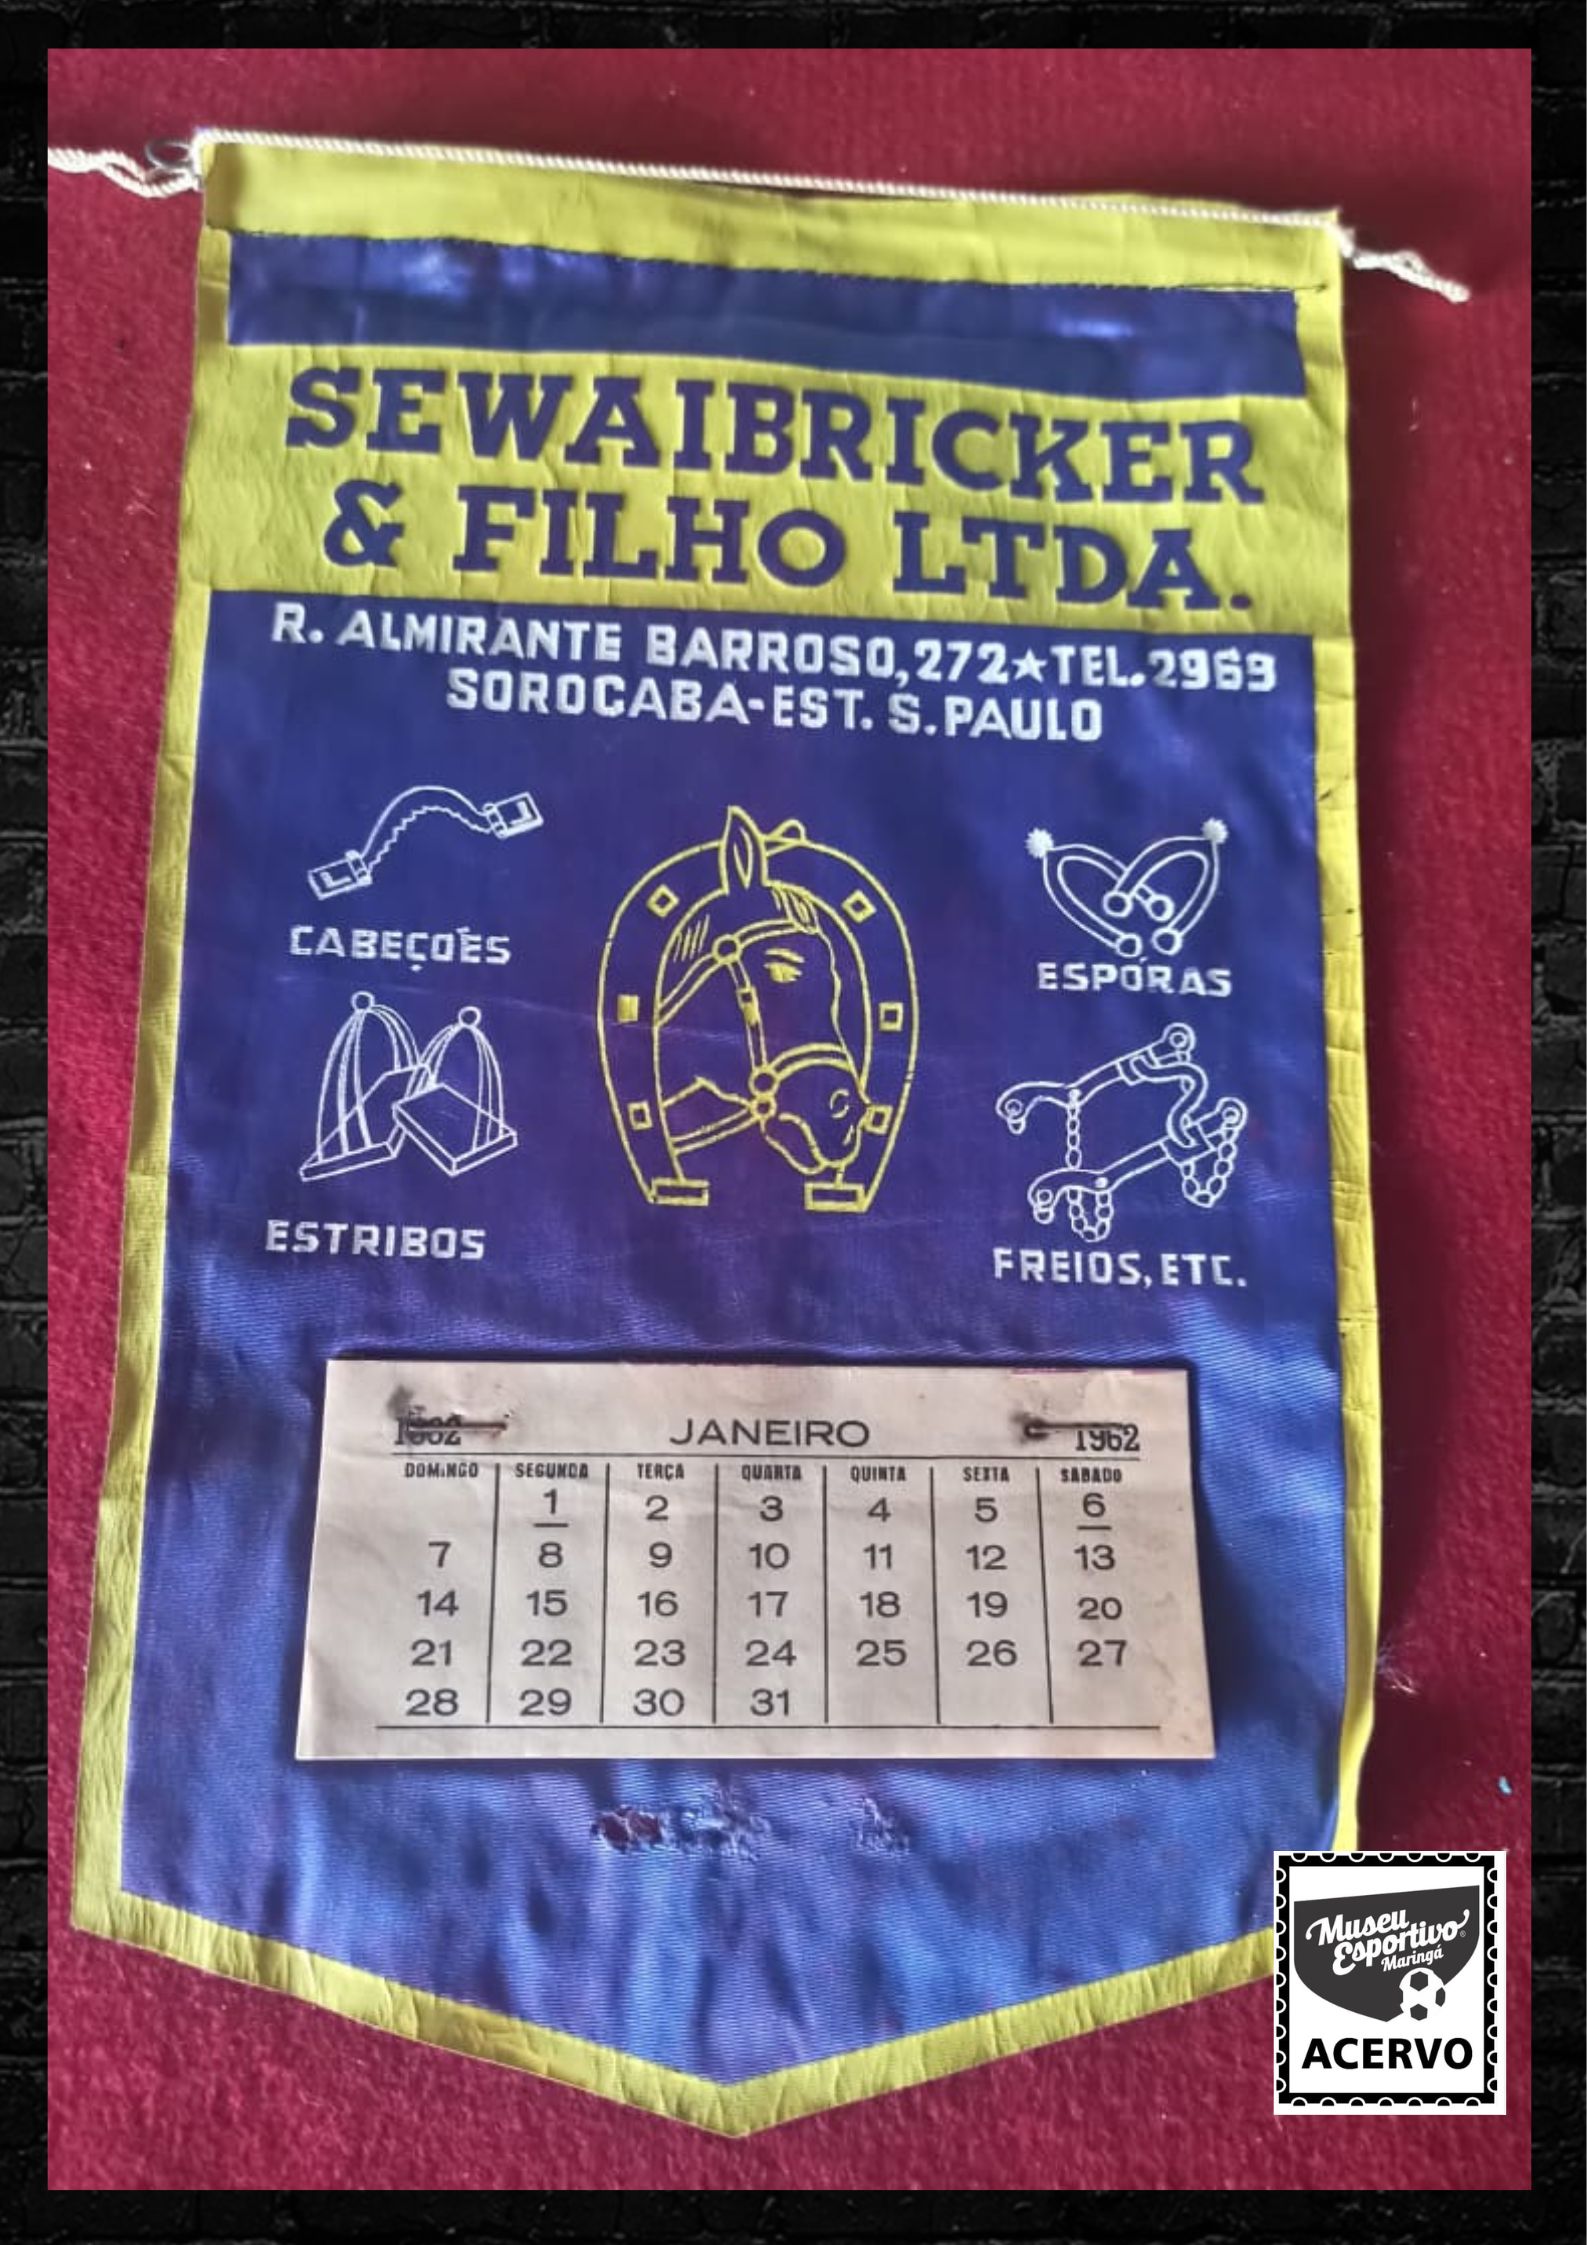 SEWAIBRICKER
& FILHO LTDA.
R. ALMIRANTE BARROSO, 272★TEL. 2969
SOROCABA-EST. S. PAULO
CABEÇÕES
ESPÓRAS
ESTRIBOS
FREIOS, ETC.
1962 JANEIRO 1962
DOMINGO SEGUNDA TERÇA QUARTA QUINTA SEXTA SABADO
1 2 3 4 5 6
7 8 9 10 11 12 13
14 15 16 17 18 19 20
21 22 23 24 25 26 27
28 29 30 31
Museu
Esportivo®
Maringá
ACERVO